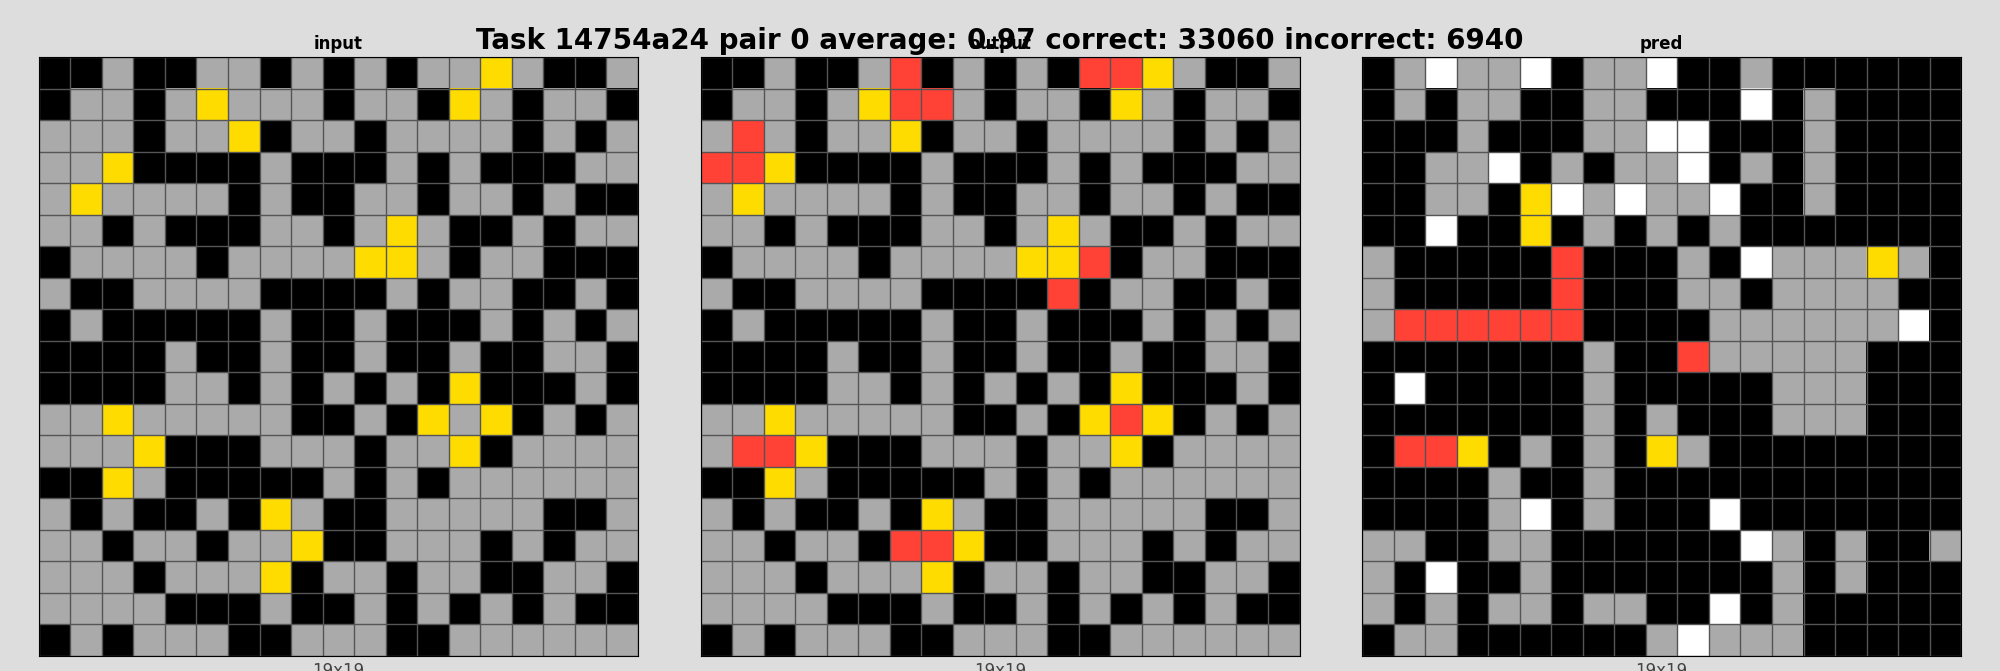 Task 14754a24 pair 0 average: 0.97 correct: 33060 incorrect: 6940
input
output
pred
19x19
19x19
19x19